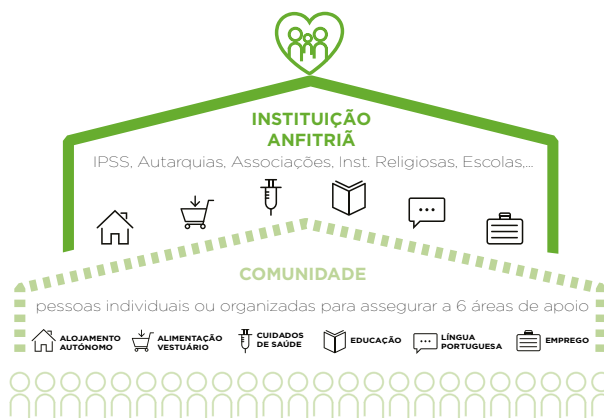 INSTITUIÇÃO
ANFITRIÃ
IPSS, Autarquias, Associações, Inst. Religiosas, Escolas,...
COMUNIDADE
pessoas individuais ou organizadas para assegurar a 6 áreas de apoio
ALOJAMENTO
AUTÓNOMO
ALIMENTAÇÃO
VESTUÁRIO
CUIDADOS
DE SAÚDE
EDUCAÇÃO
LÍNGUA
PORTUGUESA
EMPREGO